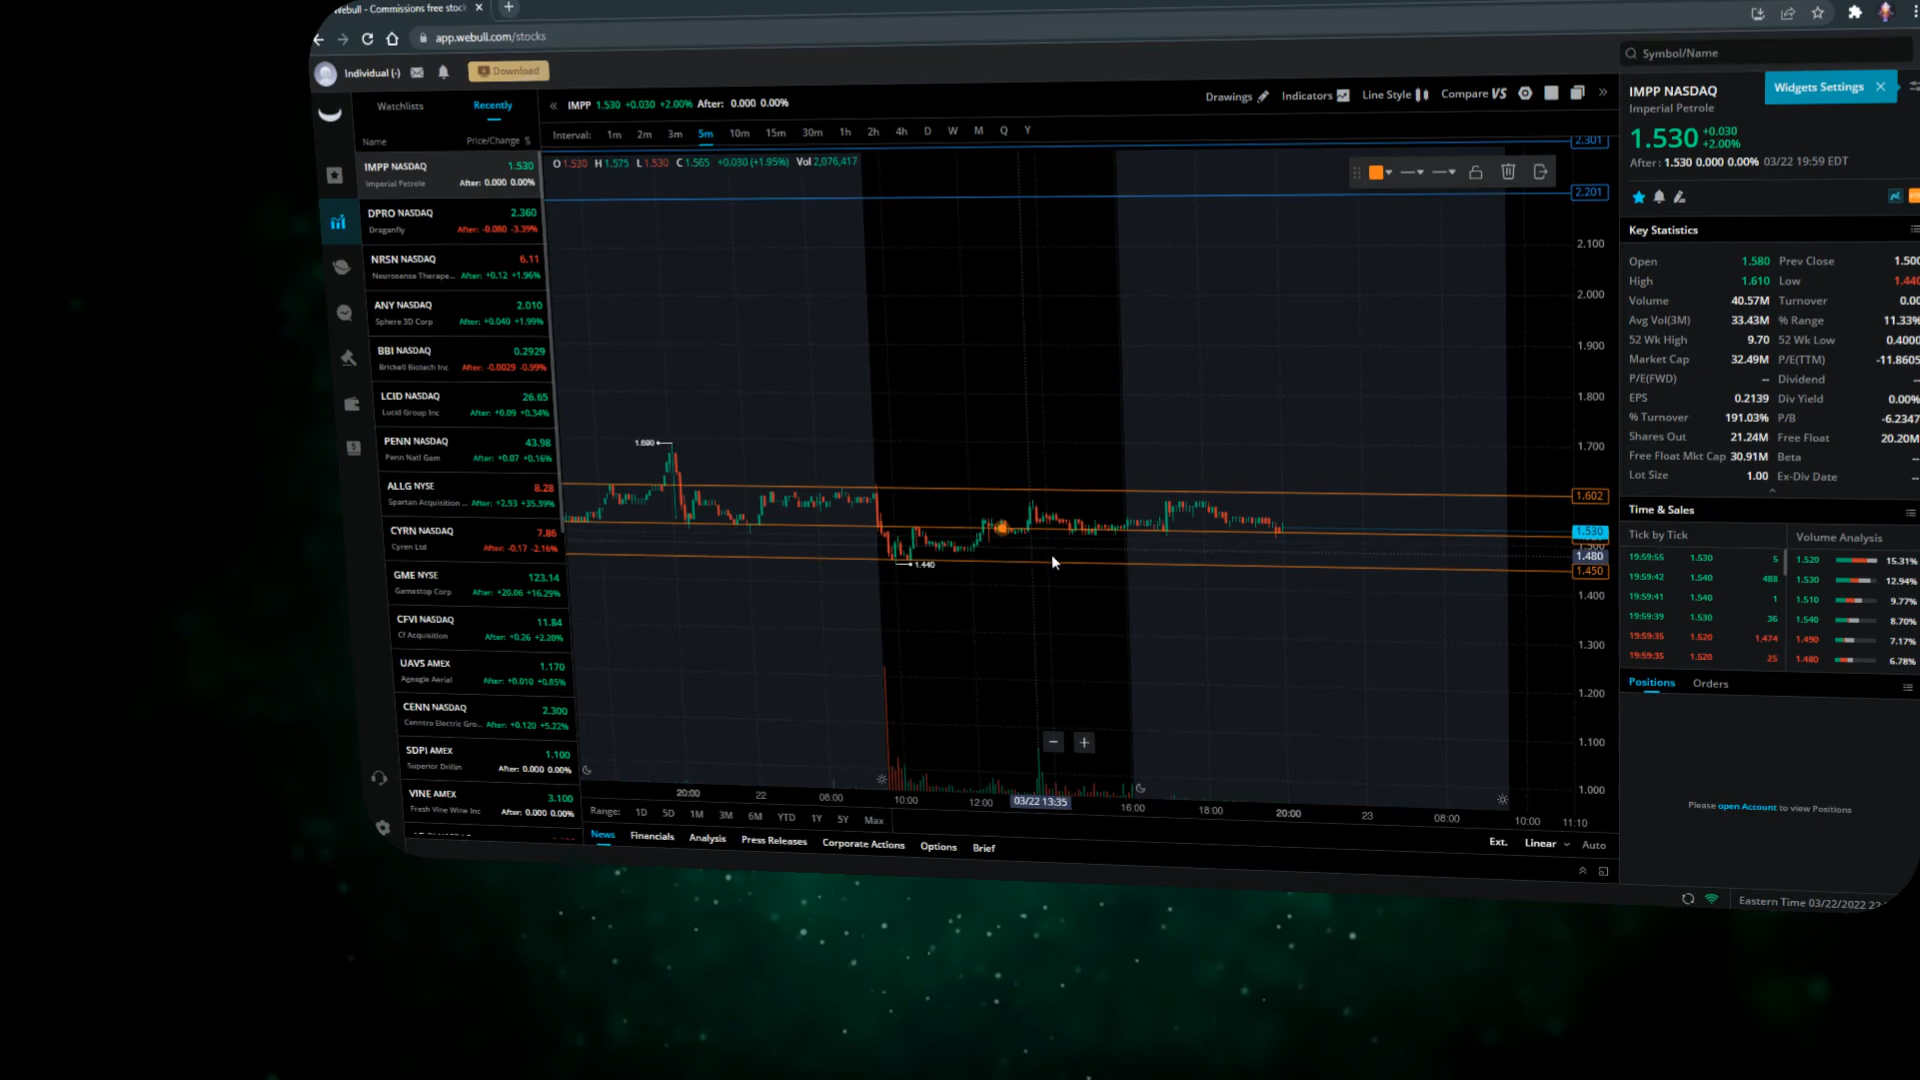 Webull - Commissions free stoc
app.webull.com/stocks
Individual (-)
Download
Symbol/Name
Watchlists
Recently
Name
Price/Change
IMPP NASDAQ 1.530
Imperial Petrole After: 0.000 0.00%
DPRO NASDAQ 2.360
Draganfly After: -0.080 -3.39%
NRSN NASDAQ 6.11
Neurosense Therape... After: +0.12 +1.96%
ANY NASDAQ 2.010
Sphere 3D Corp After: +0.040 +1.99%
BBI NASDAQ 0.2929
Brickell Biotech Inc After: -0.0029 -0.99%
LCID NASDAQ 26.65
Lucid Group Inc After: +0.09 +0.34%
PENN NASDAQ 43.98
Penn Natl Gam After: +0.07 +0.16%
ALLG NYSE 8.28
Spartan Acquisition ... After: +2.93 +35.39%
CYRN NASDAQ 7.86
Cyren Ltd After: -0.17 -2.16%
GME NYSE 123.14
Gamestop Corp After: +20.06 +16.29%
CFVI NASDAQ 11.84
Cf Acquisition After: +0.26 +2.20%
UAVS AMEX 1.170
Ageagle Aerial After: +0.010 +0.85%
CENN NASDAQ 2.300
Cenntro Electric Gro... After: +0.120 +5.22%
SDPI AMEX 1.100
Superior Drillin After: 0.000 0.00%
VINE AMEX 3.100
Fresh Vine Wine Inc After: 0.000 0.00%
IMPP 1.530 +0.030 +2.00% After: 0.000 0.00%
Drawings Indicators Line Style Compare VS
Interval: 1m 2m 3m 5m 10m 15m 30m 1h 2h 4h D W M Q Y
O 1.530 H 1.575 L 1.530 C 1.565 +0.030 (+1.95%) Vol 2,076,417
2.301
2.201
2.100
2.000
1.900
1.800
1.700
1.602
1.530
1.500
1.480
1.450
1.400
1.300
1.200
1.100
1.000
1.690
1.440
20:00 22 08:00 10:00 12:00 03/22 13:35 16:00 18:00 20:00 23 08:00 10:00 11:10
Range: 1D 5D 1M 3M 6M YTD 1Y 5Y Max
News Financials Analysis Press Releases Corporate Actions Options Brief
Ext. Linear Auto
IMPP NASDAQ
Widgets Settings
Imperial Petrole
1.530 +0.030
+2.00%
After: 1.530 0.000 0.00% 03/22 19:59 EDT
Key Statistics
Open 1.580 Prev Close 1.500
High 1.610 Low 1.440
Volume 40.57M Turnover 0.00
Avg Vol(3M) 33.43M % Range 11.33%
52 Wk High 9.70 52 Wk Low 0.4000
Market Cap 32.49M P/E(TTM) -11.8605
P/E(FWD) -- Dividend --
EPS 0.2139 Div Yield 0.00%
% Turnover 191.03% P/B -6.2347
Shares Out 21.24M Free Float 20.20M
Free Float Mkt Cap 30.91M Beta --
Lot Size 1.00 Ex-Div Date --
Time & Sales
Tick by Tick
19:59:55 1.530 5
19:59:42 1.540 488
19:59:41 1.540 1
19:59:39 1.530 36
19:59:35 1.520 1,474
19:59:35 1.520 25
Volume Analysis
1.520 15.31%
1.530 12.94%
1.510 9.77%
1.540 8.70%
1.490 7.17%
1.480 6.78%
Positions Orders
Please open Account to view Positions
Eastern Time 03/22/2022